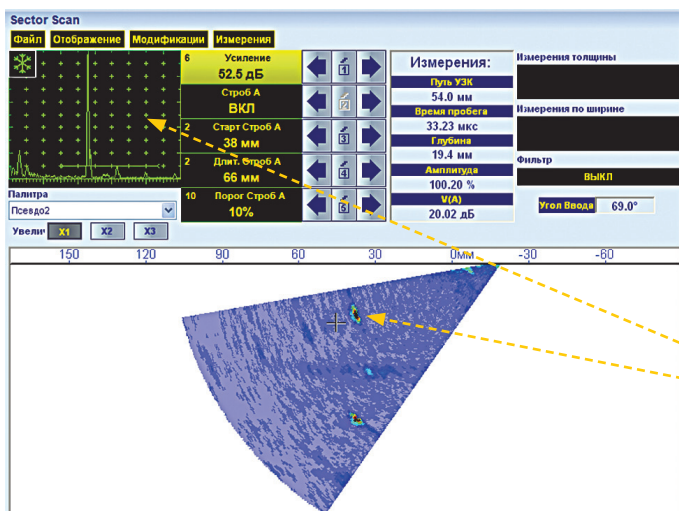 Sector Scan
Файл Отображение Модификации Измерения
6 Усиление
52.5 дБ
Строб А
ВКЛ
2 Старт Строб А
38 мм
2 Длит. Строб А
66 мм
10 Порог Строб А
10%
1
2
3
4
5
Измерения:
Путь УЗК
54.0 мм
Время пробега
33.23 мкс
Глубина
19.4 мм
Амплитуда
100.20 %
V(A)
20.02 дБ
Измерения толщины
Измерения по ширине
Фильтр
ВЫКЛ
Угол Ввода 69.0°
Палитра
Псевдо2
Увели X1 X2 X3
150 120 90 60 30 0мм -30 -60